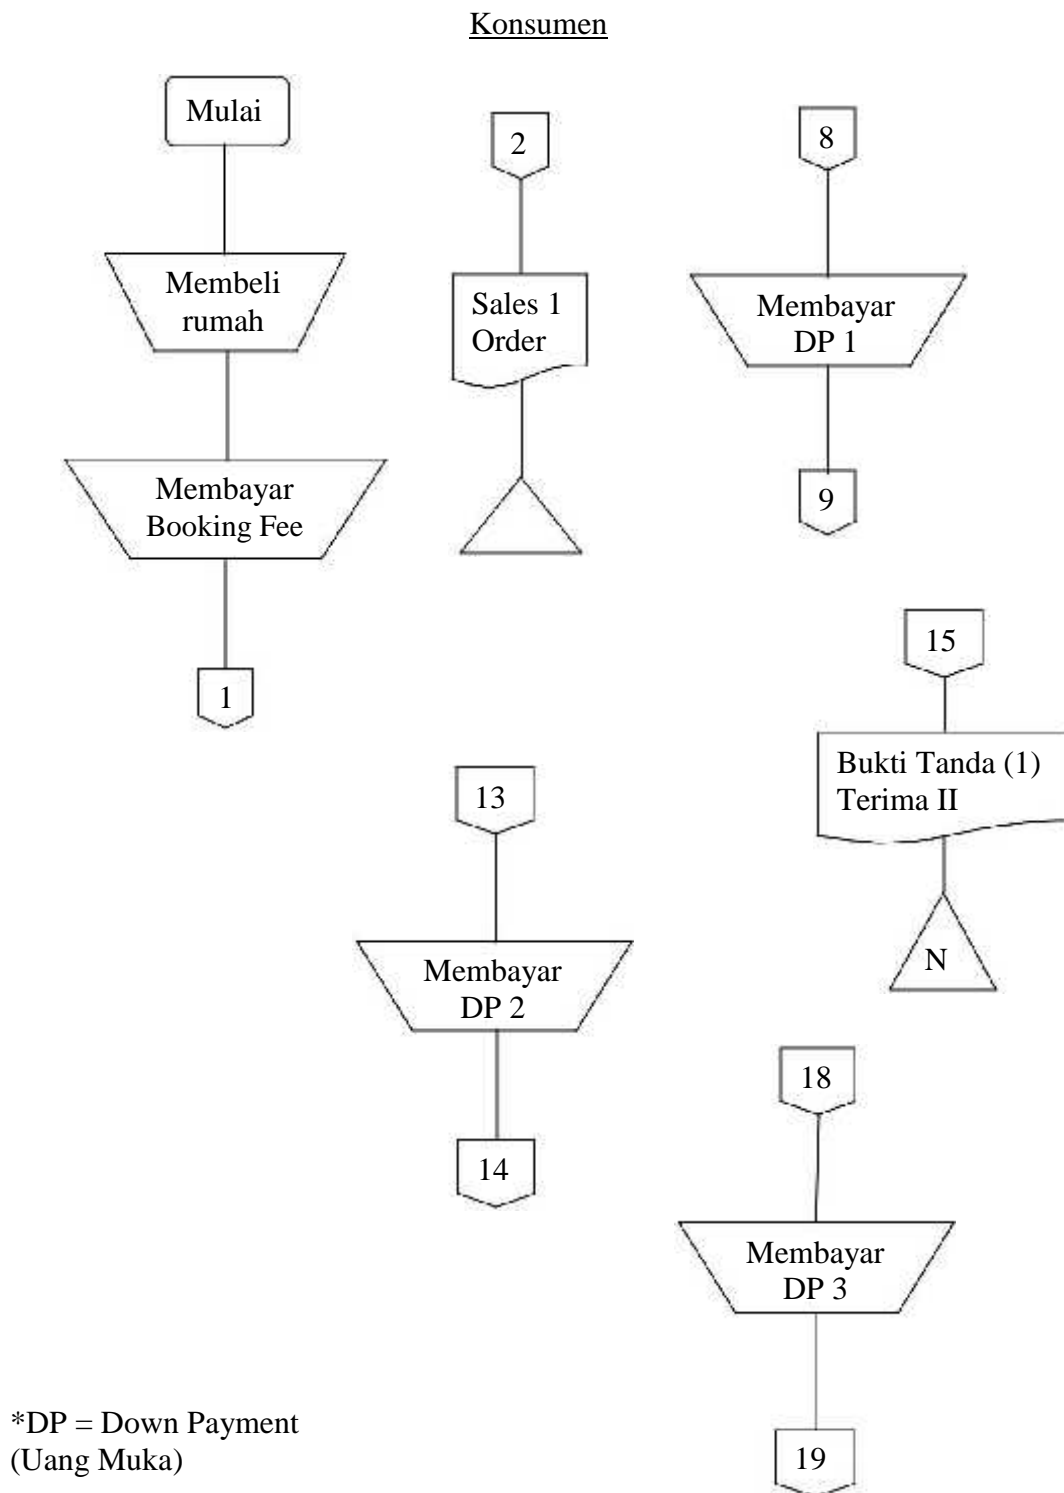 Konsumen
Mulai
Membeli
rumah
Membayar
Booking Fee
1
2
Sales 1
Order
8
Membayar
DP 1
9
15
Bukti Tanda (1)
Terima II
N
13
Membayar
DP 2
14
18
Membayar
DP 3
19
*DP = Down Payment
(Uang Muka)